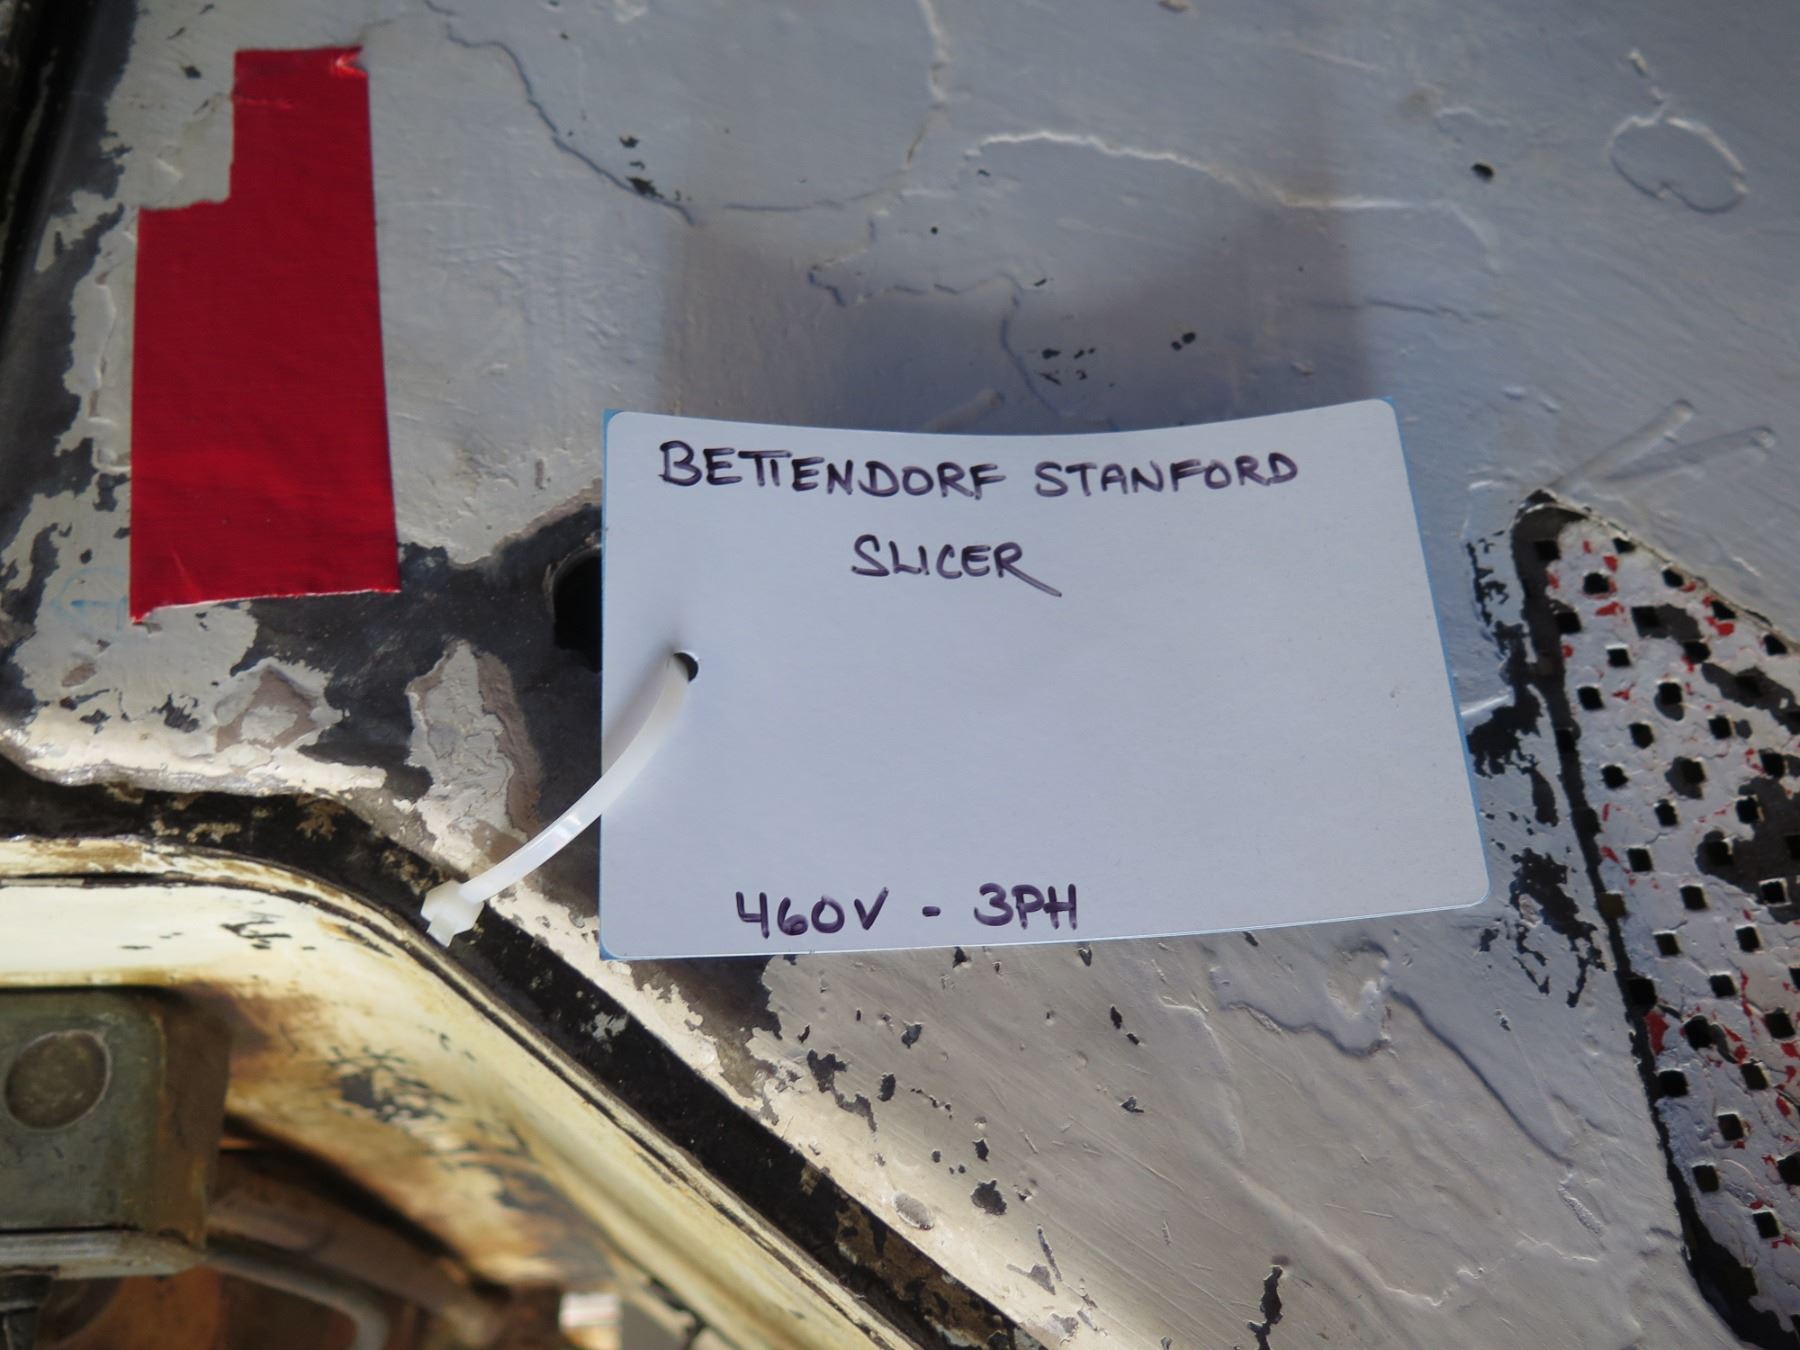 BETTENDORF STANFORD
SLICER
460V - 3PH